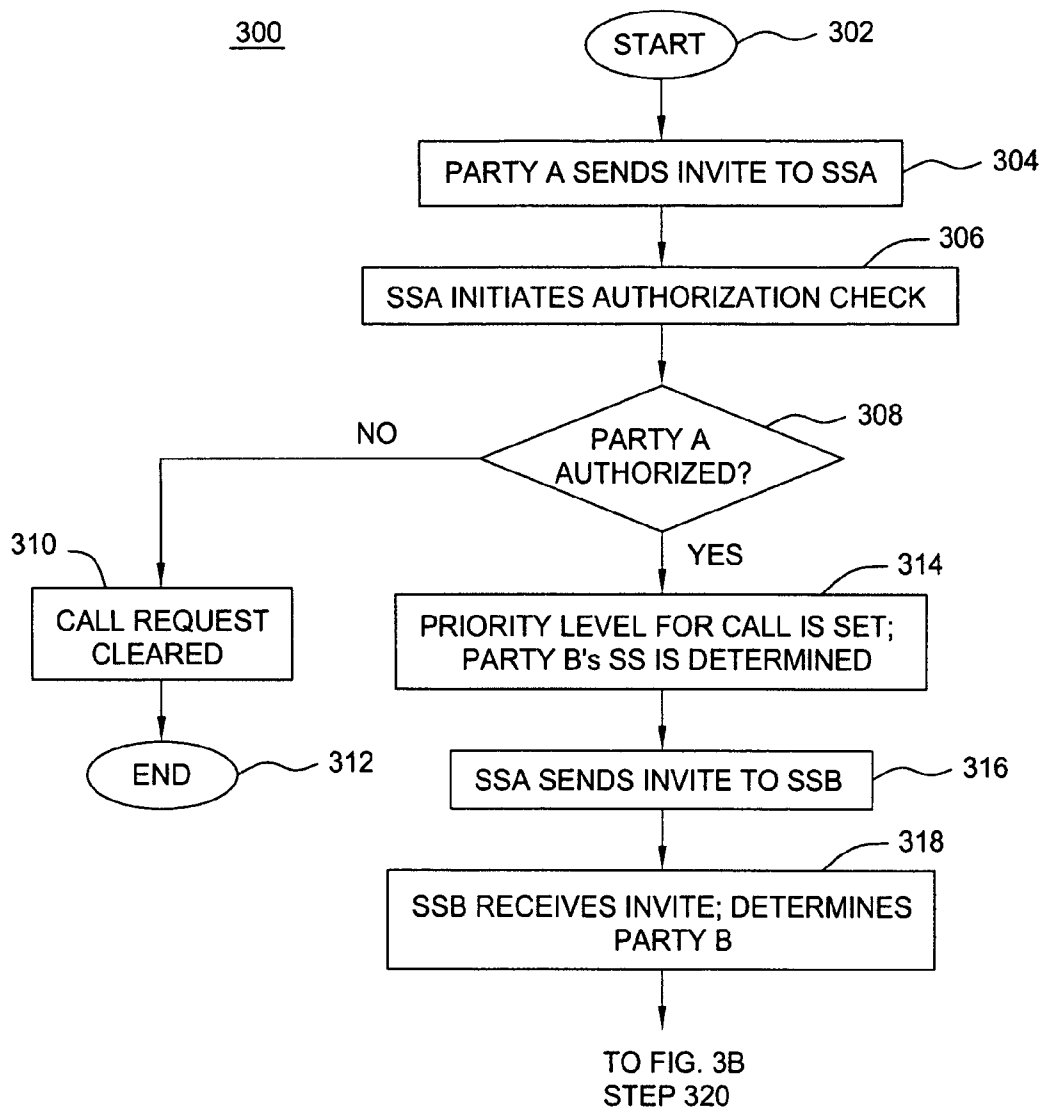 300
START
302
PARTY A SENDS INVITE TO SSA
304
306
SSA INITIATES AUTHORIZATION CHECK
308
NO
PARTY A
AUTHORIZED?
310
YES
314
CALL REQUEST
CLEARED
PRIORITY LEVEL FOR CALL IS SET;
PARTY B's SS IS DETERMINED
END
312
SSA SENDS INVITE TO SSB
316
318
SSB RECEIVES INVITE; DETERMINES
PARTY B
TO FIG. 3B
STEP 320